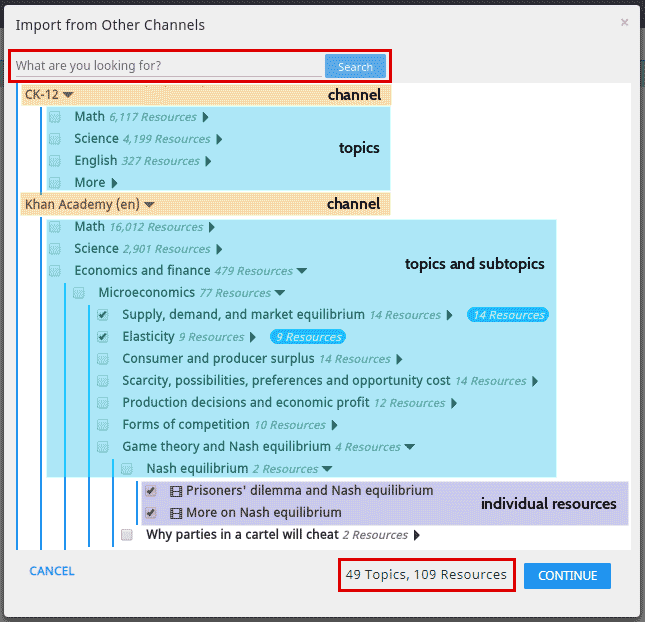 Import from Other Channels ×
What are you looking for? Search
CK-12 channel
Math 6,117 Resources
Science 4,199 Resources
topics
English 327 Resources
More
Khan Academy (en) channel
Math 16,012 Resources
Science 2,901 Resources
topics and subtopics
Economics and finance 479 Resources
Microeconomics 77 Resources
Supply, demand, and market equilibrium 14 Resources 14 Resources
Elasticity 9 Resources 9 Resources
Consumer and producer surplus 14 Resources
Scarcity, possibilities, preferences and opportunity cost 14 Resources
Production decisions and economic profit 12 Resources
Forms of competition 10 Resources
Game theory and Nash equilibrium 4 Resources
Nash equilibrium 2 Resources
Prisoners' dilemma and Nash equilibrium
individual resources
More on Nash equilibrium
Why parties in a cartel will cheat 2 Resources
CANCEL 49 Topics, 109 Resources CONTINUE